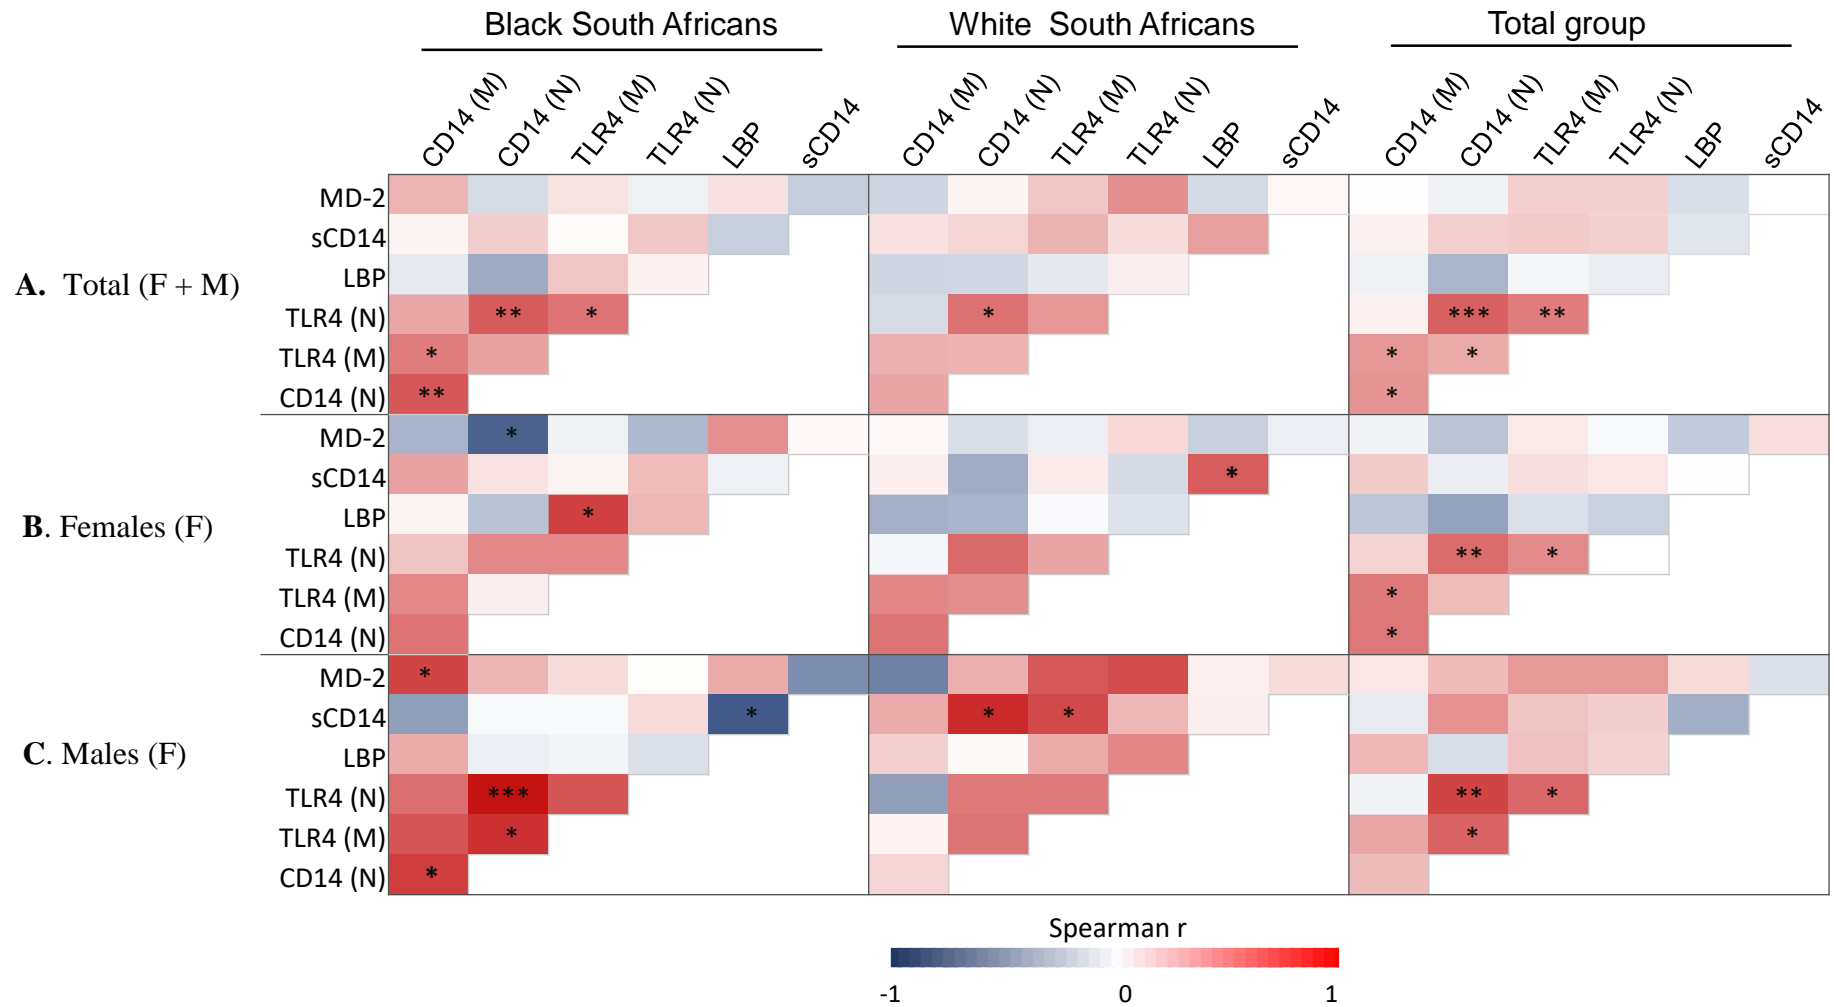 Black South Africans White  South Africans Total group
CD14 (M) CD14 (N) TLR4 (M) TLR4 (N) LBP sCD14 CD14 (M) CD14 (N) TLR4 (M) TLR4 (N) LBP sCD14 CD14 (M) CD14 (N) TLR4 (M) TLR4 (N) LBP sCD14
A. Total (F + M)
MD-2
sCD14
LBP
TLR4 (N) ** * * *** **
TLR4 (M) * * *
CD14 (N) ** *
B. Females (F)
MD-2 *
sCD14 *
LBP *
TLR4 (N) ** *
TLR4 (M) *
CD14 (N) *
C. Males (F)
MD-2 *
sCD14 * * *
LBP
TLR4 (N) *** ** *
TLR4 (M) * *
CD14 (N) *
Spearman r
-1 0 1